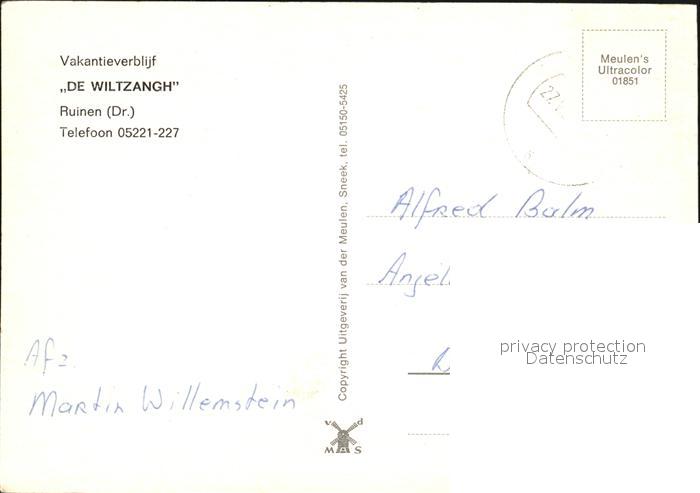 Vakantieverblijf
„DE WILTZANGH”
Ruinen (Dr.)
Telefoon 05221-227
Afz.
Martin Willemstein
Copyright Uitgeverij van der Meulen, Sneek, tel. 05150-5425
v d
M A S
Meulen's
Ultracolor
01851
27.
Alfred Balm
privacy protection
Datenschutz